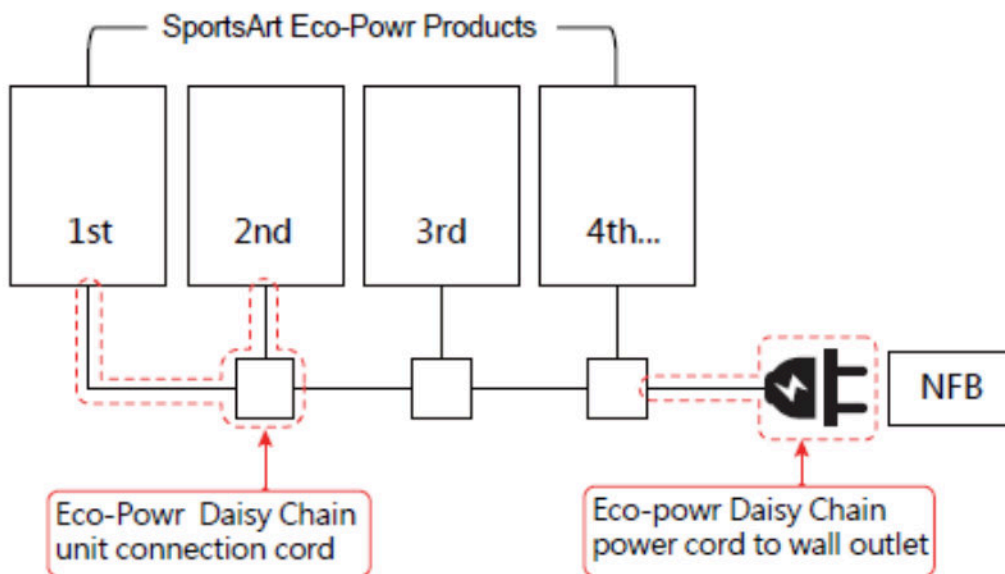 SportsArt Eco-Powr Products
1st
2nd
3rd
4th...
NFB
Eco-Powr Daisy Chain
unit connection cord
Eco-powr Daisy Chain
power cord to wall outlet